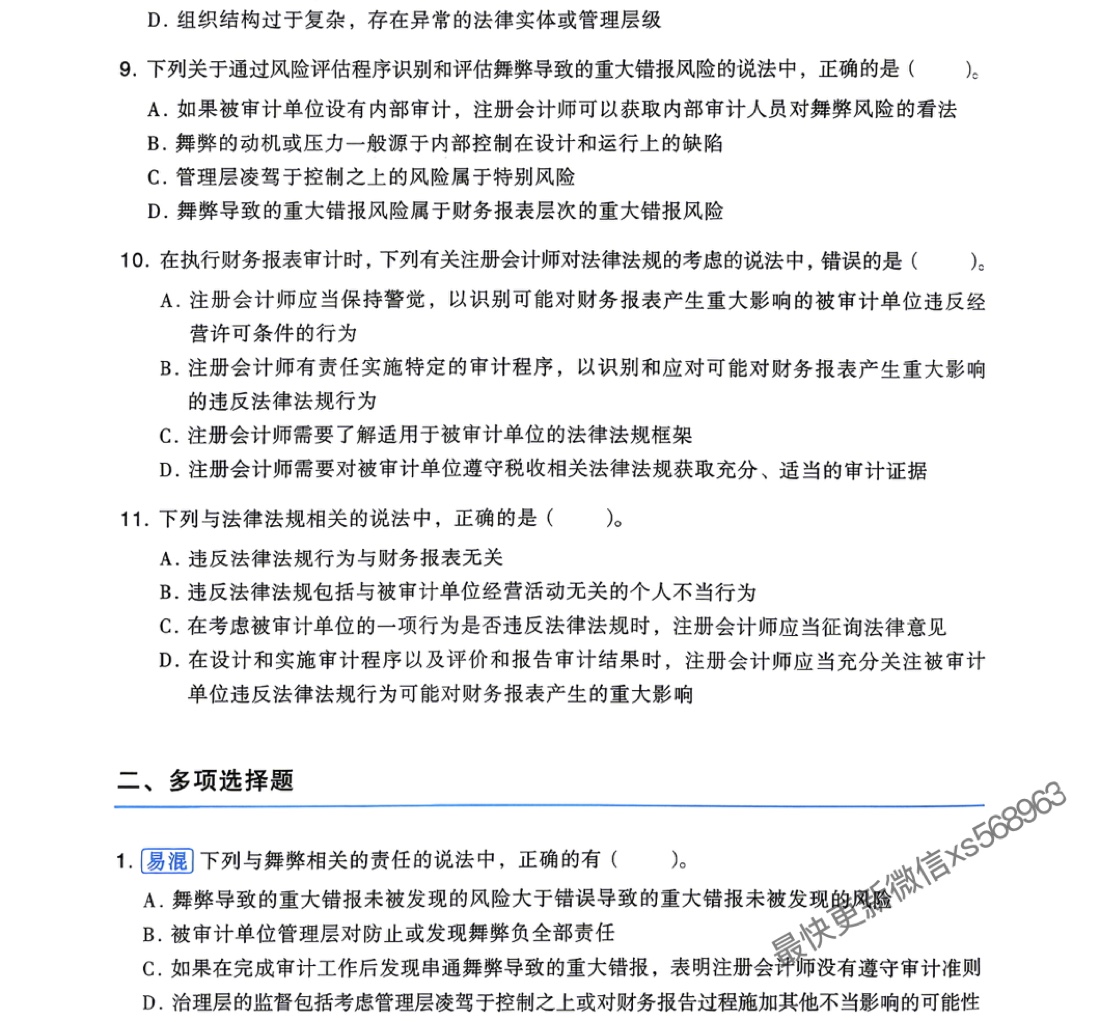 D. 组织结构过于复杂，存在异常的法律实体或管理层级
9. 下列关于通过风险评估程序识别和评估舞弊导致的重大错报风险的说法中，正确的是（　　）。
A. 如果被审计单位设有内部审计，注册会计师可以获取内部审计人员对舞弊风险的看法
B. 舞弊的动机或压力一般源于内部控制在设计和运行上的缺陷
C. 管理层凌驾于控制之上的风险属于特别风险
D. 舞弊导致的重大错报风险属于财务报表层次的重大错报风险
10. 在执行财务报表审计时，下列有关注册会计师对法律法规的考虑的说法中，错误的是（　　）。
A. 注册会计师应当保持警觉，以识别可能对财务报表产生重大影响的被审计单位违反经
营许可条件的行为
B. 注册会计师有责任实施特定的审计程序，以识别和应对可能对财务报表产生重大影响
的违反法律法规行为
C. 注册会计师需要了解适用于被审计单位的法律法规框架
D. 注册会计师需要对被审计单位遵守税收相关法律法规获取充分、适当的审计证据
11. 下列与法律法规相关的说法中，正确的是（　　）。
A. 违反法律法规行为与财务报表无关
B. 违反法律法规包括与被审计单位经营活动无关的个人不当行为
C. 在考虑被审计单位的一项行为是否违反法律法规时，注册会计师应当征询法律意见
D. 在设计和实施审计程序以及评价和报告审计结果时，注册会计师应当充分关注被审计
单位违反法律法规行为可能对财务报表产生的重大影响
二、多项选择题
1. 易混 下列与舞弊相关的责任的说法中，正确的有（　　）。
A. 舞弊导致的重大错报未被发现的风险大于错误导致的重大错报未被发现的风险
B. 被审计单位管理层对防止或发现舞弊负全部责任
C. 如果在完成审计工作后发现串通舞弊导致的重大错报，表明注册会计师没有遵守审计准则
D. 治理层的监督包括考虑管理层凌驾于控制之上或对财务报告过程施加其他不当影响的可能性
最快更新微信xs568963